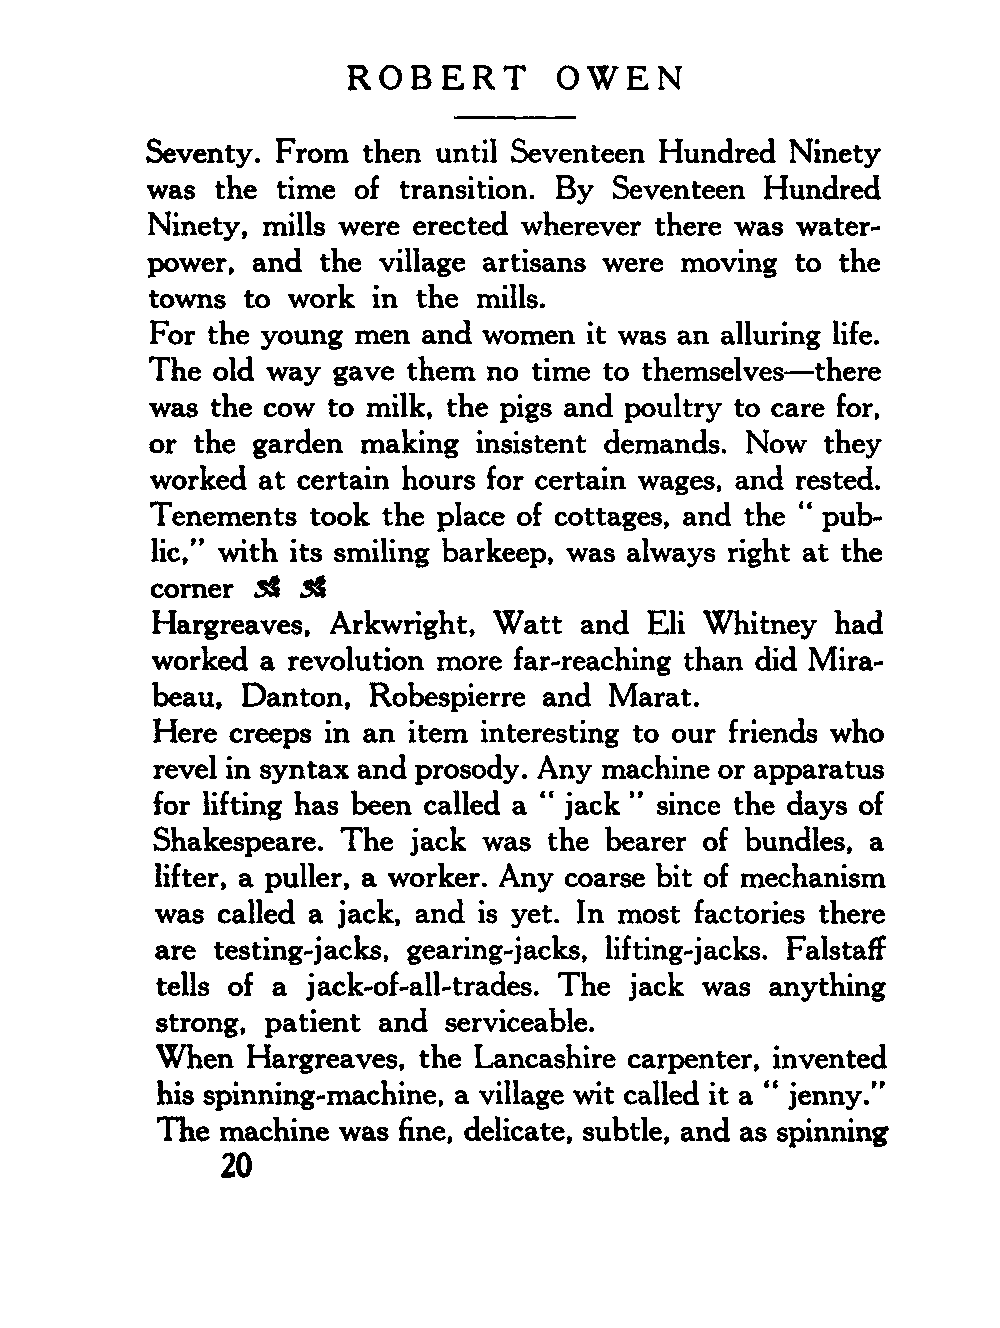 ROBERT OWEN
Seventy. From then until Seventeen Hundred Ninety
was the time of transition. By Seventeen Hundred
Ninety, mills were erected wherever there was water-
power, and the village artisans were moving to the
towns to work in the mills.
For the young men and women it was an alluring life.
The old way gave them no time to themselves—there
was the cow to milk, the pigs and poultry to care for,
or the garden making insistent demands. Now they
worked at certain hours for certain wages, and rested.
Tenements took the place of cottages, and the “ pub-
lic,” with its smiling barkeep, was always right at the
corner
Hargreaves, Arkwright, Watt and Eli Whitney had
worked a revolution more far-reaching than did Mira-
beau, Danton, Robespierre and Marat.
Here creeps in an item interesting to our friends who
revel in syntax and prosody. Any machine or apparatus
for lifting has been called a “ jack ” since the days of
Shakespeare. The jack was the bearer of bundles, a
lifter, a puller, a worker. Any coarse bit of mechanism
was called a jack, and is yet. In most factories there
are testing-jacks, gearing-jacks, lifting-jacks. Falstaff
tells of a jack-of-all-trades. The jack was anything
strong, patient and serviceable.
When Hargreaves, the Lancashire carpenter, invented
his spinning-machine, a village wit called it a “ jenny.”
The machine was fine, delicate, subtle, and as spinning
20